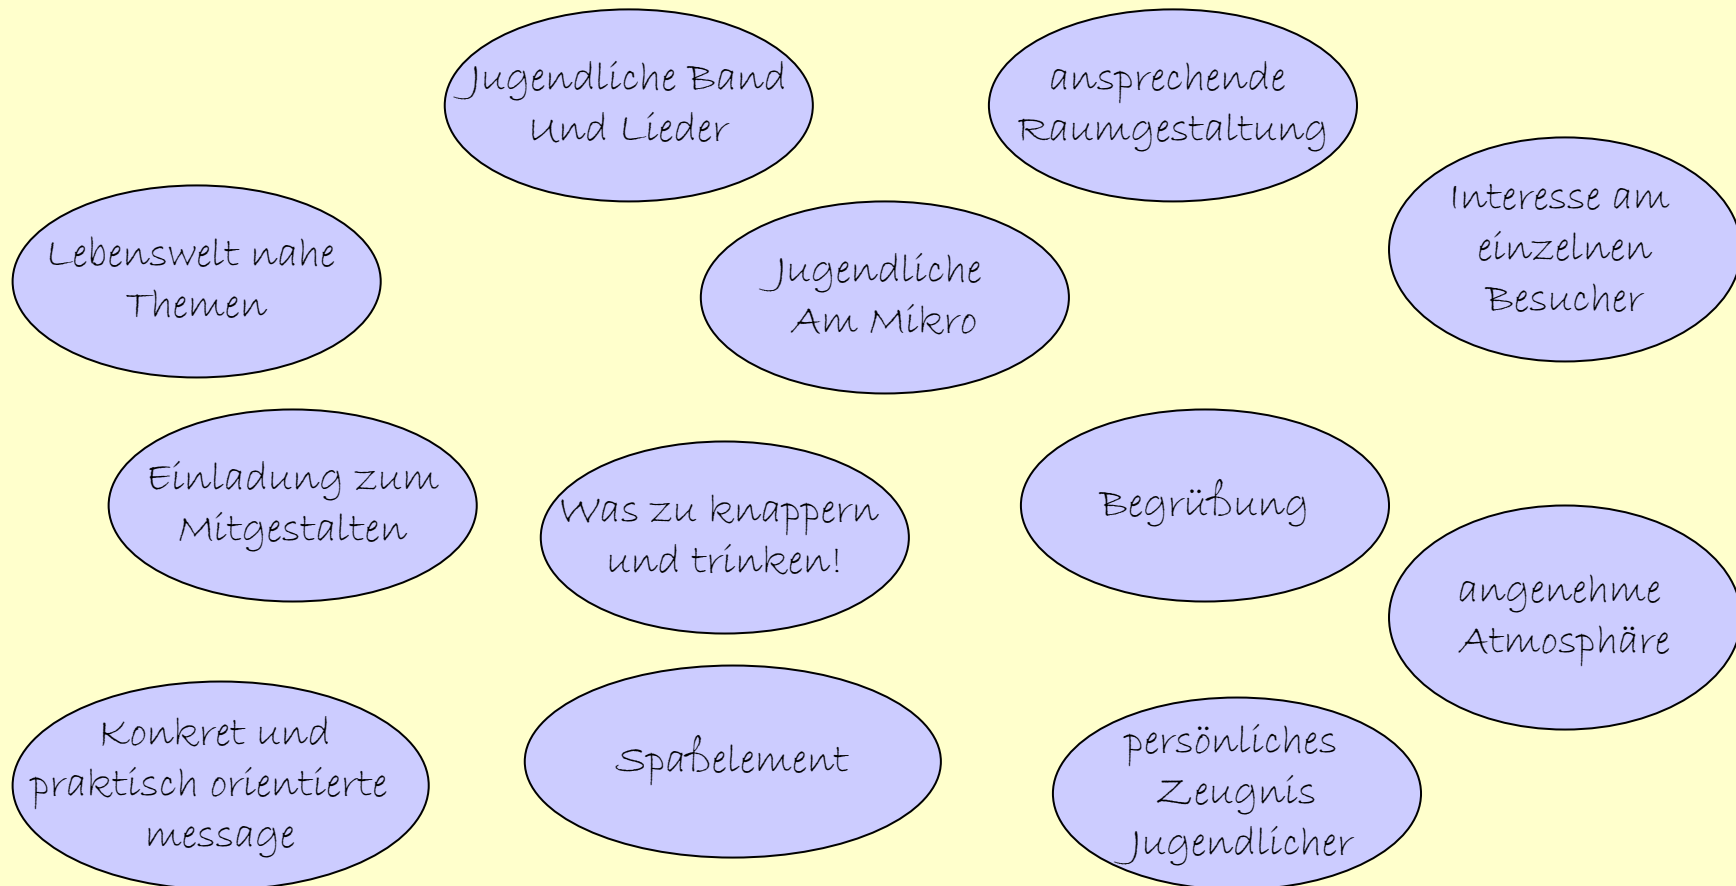 Jugendliche Band
Und Lieder
ansprechende
Raumgestaltung
Interesse am
einzelnen
Besucher
Lebenswelt nahe
Themen
Jugendliche
Am Mikro
Einladung zum
Mitgestalten
Was zu knappern
und trinken!
Begrüßung
angenehme
Atmosphäre
Konkret und
praktisch orientierte
message
Spaßelement
persönliches
Zeugnis
Jugendlicher